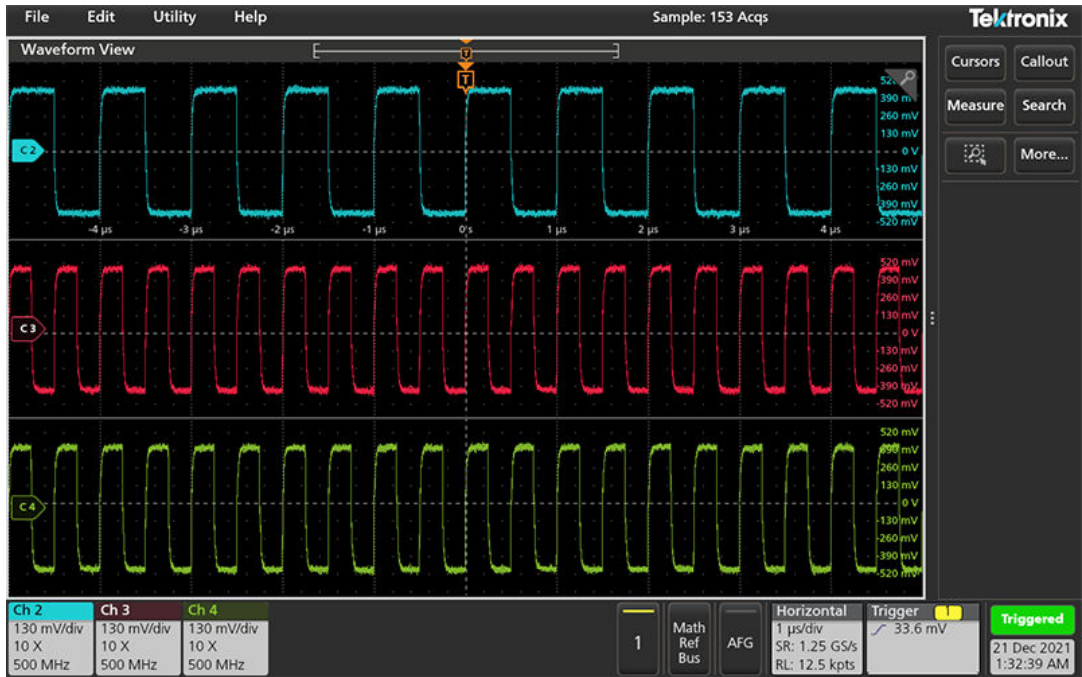 File Edit Utility Help Sample: 153 Acqs Tektronix
Waveform View
Cursors Callout
Measure Search
More...
T
T
390 m
260 mV
130 mV
C 2
0 V
-130 mV
-260 mV
-390 mV
-520 mV
-4 µs -3 µs -2 µs -1 µs 0 s 1 µs 2 µs 3 µs 4 µs
520 mV
390 mV
260 mV
130 mV
C 3
0 V
-130 mV
-260 mV
-390 mV
-520 mV
520 mV
390 mV
260 mV
130 mV
C 4
0 V
-130 mV
-260 mV
-390 mV
-520 mV
Ch 2
130 mV/div
10 X
500 MHz
Ch 3
130 mV/div
10 X
500 MHz
Ch 4
130 mV/div
10 X
500 MHz
1
Math
Ref
Bus
AFG
Horizontal
1 µs/div
SR: 1.25 GS/s
RL: 12.5 kpts
Trigger 1
33.6 mV
Triggered
21 Dec 2021
1:32:39 AM